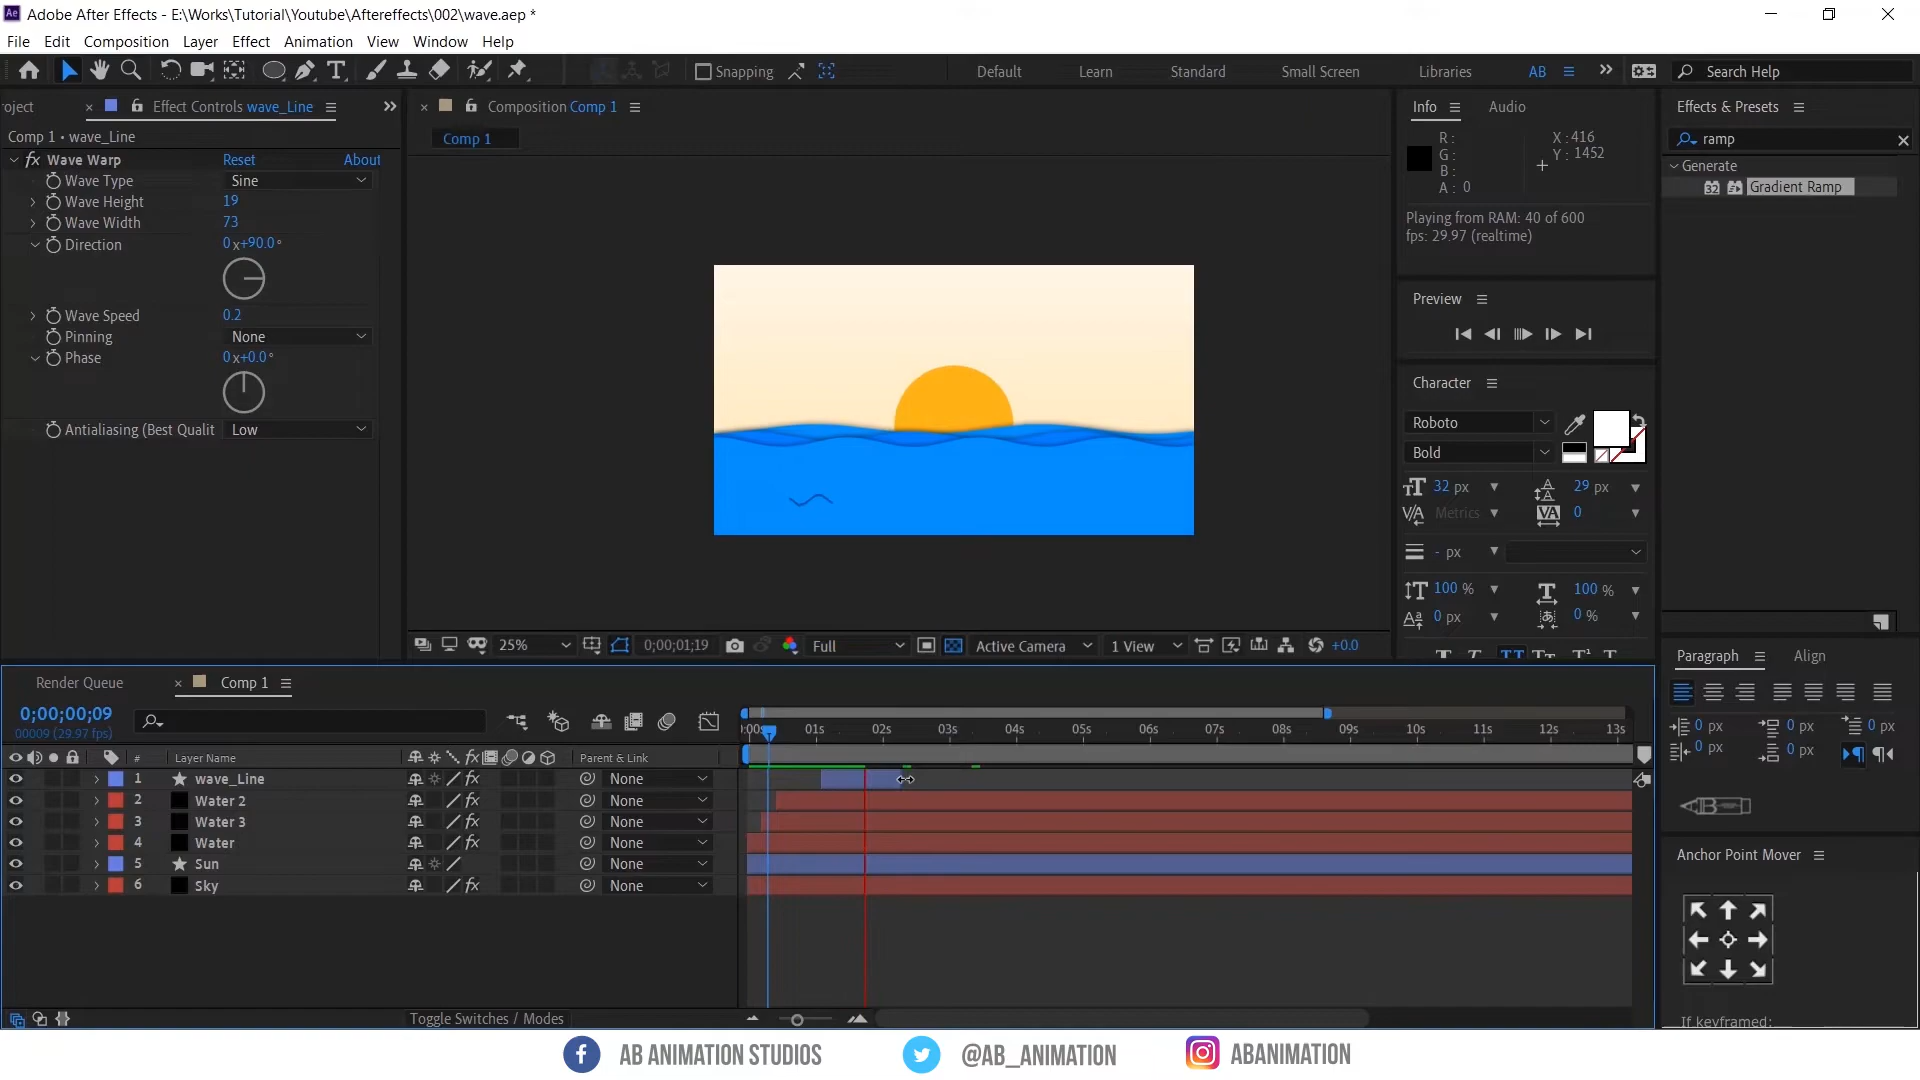 Ae Adobe After Effects - E:\Works\Tutorial\Youtube\Aftereffects\002\wave.aep *
File Edit Composition Layer Effect Animation View Window Help
Snapping Default Learn Standard Small Screen Libraries AB Search Help
oject Effect Controls wave_Line
Comp 1 • wave_Line
fx Wave Warp Reset About
Wave Type Sine
Wave Height 19
Wave Width 73
Direction 0x+90.0°
Wave Speed 0.2
Pinning None
Phase 0x+0.0°
Antialiasing (Best Qualit Low
Composition Comp 1
Comp 1
25% 0;00;01;19 Full Active Camera 1 View +0.0
Info Audio
R: X: 416
G: Y: 1452
B:
A: 0
Playing from RAM: 40 of 600
fps: 29.97 (realtime)
Preview
Character
Roboto
Bold
32 px 29 px
Metrics 0
- px
100 % 100 %
0 px 0 %
Effects & Presets
ramp
Generate
32 Gradient Ramp
Paragraph Align
0 px 0 px 0 px
0 px 0 px
Anchor Point Mover
If keyframed:
Render Queue Comp 1
0;00;00;09
00009 (29.97 fps)
:00s 01s 02s 03s 04s 05s 06s 07s 08s 09s 10s 11s 12s 13s
# Layer Name fx Parent & Link
1 wave_Line fx None
2 Water 2 fx None
3 Water 3 fx None
4 Water fx None
5 Sun None
6 Sky fx None
Toggle Switches / Modes
AB ANIMATION STUDIOS @AB_ANIMATION ABANIMATION